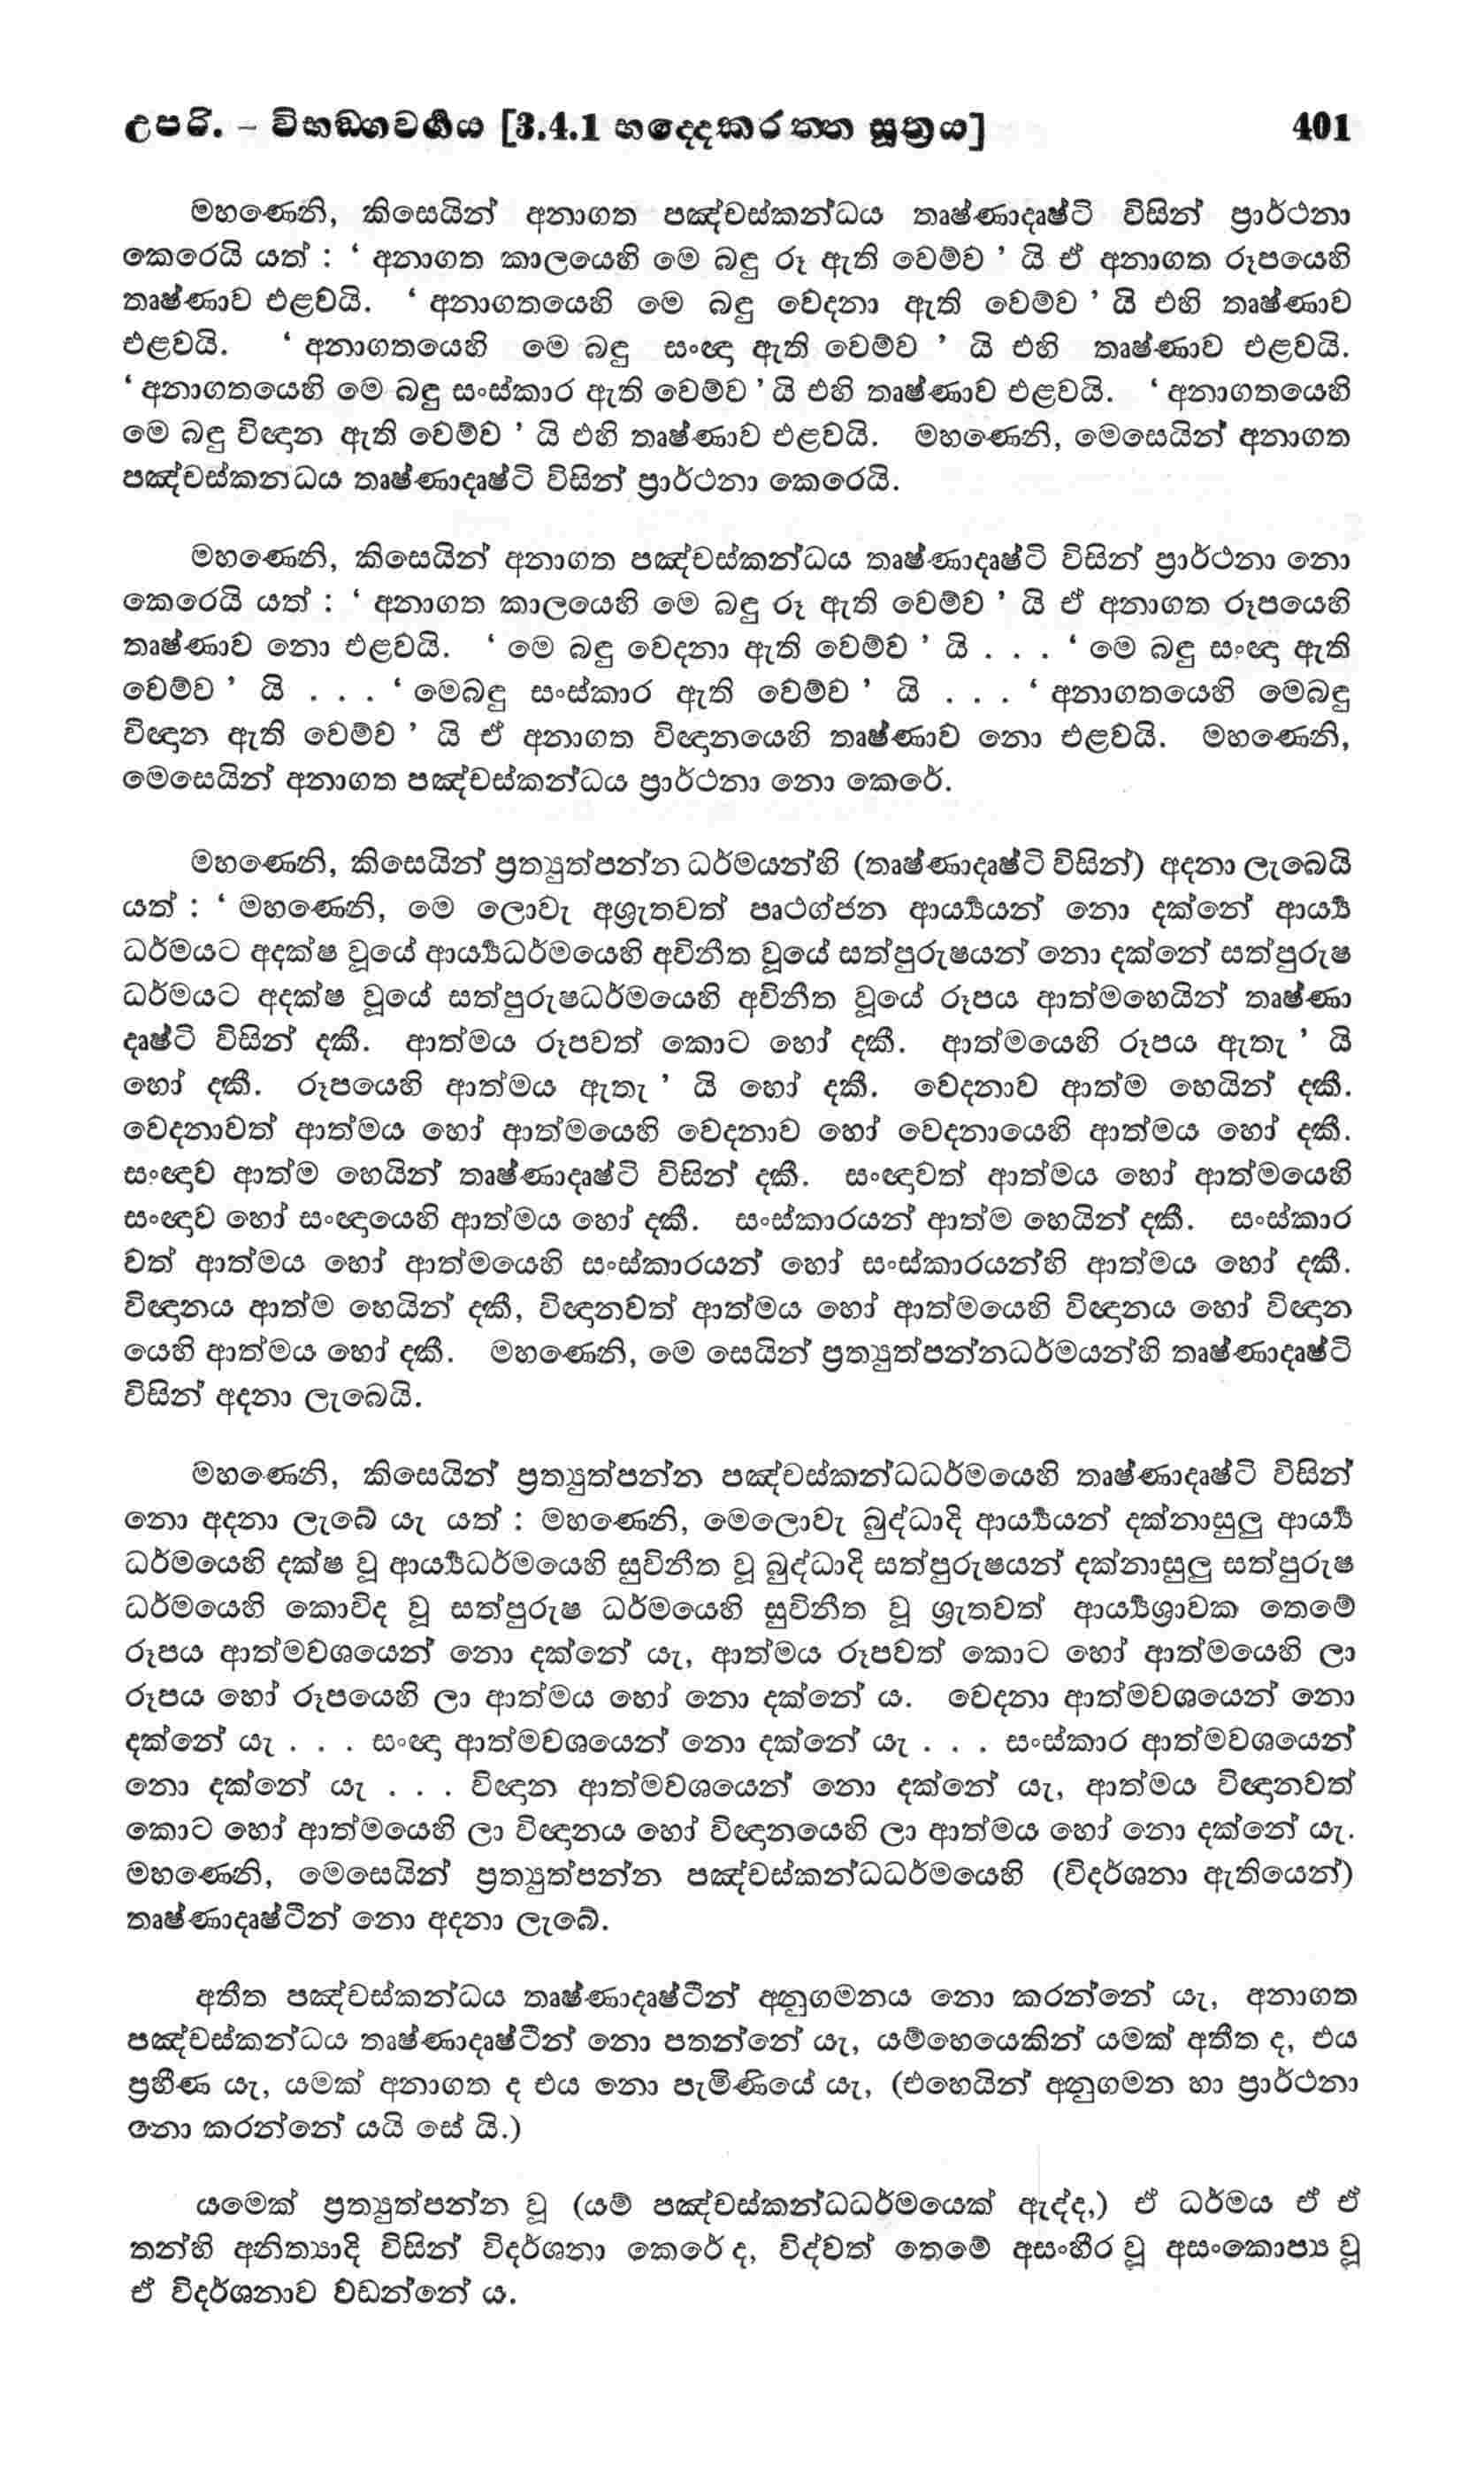 උපරි. – විභඞ්ගවර්‍ගය [3.4.1 භද්දෙකරත්ත සූත්‍රය] 401
මහණෙනි, කිසෙයින් අනාගත පඤ්චස්කන්ධය තෘෂ්ණාදෘෂ්ටි විසින් ප්‍රාර්ථනා
කෙරෙයි යත් : ‘ අනාගත කාලයෙහි මෙ බඳු රූ ඇති වෙම්ව ’ යි ඒ අනාගත රූපයෙහි
තෘෂ්ණාව එළවයි. ‘ අනාගතයෙහි මෙ බඳු වේදනා ඇති වෙම්ව ’ යි එහි තෘෂ්ණාව
එළවයි. ‘ අනාගතයෙහි මෙ බඳු සංඥා ඇති වෙම්ව ’ යි එහි තෘෂ්ණාව එළවයි.
‘ අනාගතයෙහි මෙ බඳු සංස්කාර ඇති වෙම්ව ’ යි එහි තෘෂ්ණාව එළවයි. ‘ අනාගතයෙහි
මෙ බඳු විඥාන ඇති වෙම්ව ’ යි එහි තෘෂ්ණාව එළවයි. මහණෙනි, මෙසෙයින් අනාගත
පඤ්චස්කන්ධය තෘෂ්ණාදෘෂ්ටි විසින් ප්‍රාර්ථනා කෙරෙයි.
මහණෙනි, කිසෙයින් අනාගත පඤ්චස්කන්ධය තෘෂ්ණාදෘෂ්ටි විසින් ප්‍රාර්ථනා නො
කෙරෙයි යත් : ‘ අනාගත කාලයෙහි මෙ බඳු රූ ඇති වෙම්ව ’ යි ඒ අනාගත රූපයෙහි
තෘෂ්ණාව නො එළවයි. ‘ මෙ බඳු වේදනා ඇති වෙම්ව ’ යි . . . ‘ මෙ බඳු සංඥා ඇති
වෙම්ව ’ යි . . . ‘ මෙබඳු සංස්කාර ඇති වෙම්ව ’ යි . . . ‘ අනාගතයෙහි මෙබඳු
විඥාන ඇති වෙම්ව ’ යි ඒ අනාගත විඥානයෙහි තෘෂ්ණාව නො එළවයි. මහණෙනි,
මෙසෙයින් අනාගත පඤ්චස්කන්ධය ප්‍රාර්ථනා නො කෙරේ.
මහණෙනි, කිසෙයින් ප්‍රත්‍යුත්පන්න ධර්මයන්හි (තෘෂ්ණාදෘෂ්ටි විසින්) අදනා ලැබෙයි
යත් : ‘ මහණෙනි, මෙ ලොවැ අශ්‍රුතවත් පෘථග්ජන ආර්‍ය්‍යයන් නො දක්නේ ආර්‍ය්‍ය
ධර්මයට අදක්ෂ වූයේ ආර්‍ය්‍යධර්මයෙහි අවිනීත වූයේ සත්පුරුෂයන් නො දක්නේ සත්පුරුෂ
ධර්මයට අදක්ෂ වූයේ සත්පුරුෂධර්මයෙහි අවිනීත වූයේ රූපය ආත්මහෙයින් තෘෂ්ණා
දෘෂ්ටි විසින් දකී. ආත්මය රූපවත් කොට හෝ දකී. ආත්මයෙහි රූපය ඇතැ ’ යි
හෝ දකී. රූපයෙහි ආත්මය ඇතැ ’ යි හෝ දකී. වේදනාව ආත්ම හෙයින් දකී.
වේදනාවත් ආත්මය හෝ ආත්මයෙහි වේදනාව හෝ වෙදනායෙහි ආත්මය හෝ දකී.
සංඥාව ආත්ම හෙයින් තෘෂ්ණාදෘෂ්ටි විසින් දකී. සංඥාවත් ආත්මය හෝ ආත්මයෙහි
සංඥාව හෝ සංඥායෙහි ආත්මය හෝ දකී. සංස්කාරයන් ආත්ම හෙයින් දකී. සංස්කාර
වත් ආත්මය හෝ ආත්මයෙහි සංස්කාරයන් හෝ සංස්කාරයන්හි ආත්මය හෝ දකී.
විඥානය ආත්ම හෙයින් දකී, විඥානවත් ආත්මය හෝ ආත්මයෙහි විඥානය හෝ විඥාන
යෙහි ආත්මය හෝ දකී. මහණෙනි, මෙ සෙයින් ප්‍රත්‍යුත්පන්නධර්මයන්හි තෘෂ්ණාදෘෂ්ටි
විසින් අදනා ලැබෙයි.
මහණෙනි, කිසෙයින් ප්‍රත්‍යුත්පන්න පඤ්චස්කන්ධධර්මයෙහි තෘෂ්ණාදෘෂ්ටි විසින්
නො අදනා ලැබේ යැ යත් : මහණෙනි, මෙලොවැ බුද්ධාදි ආර්‍ය්‍යයන් දක්නාසුලු ආර්‍ය්‍ය
ධර්මයෙහි දක්ෂ වූ ආර්‍ය්‍යධර්මයෙහි සුවිනීත වූ බුද්ධාදි සත්පුරුෂයන් දක්නාසුලු සත්පුරුෂ
ධර්මයෙහි කොවිද වූ සත්පුරුෂ ධර්මයෙහි සුවිනීත වූ ශ්‍රුතවත් ආර්‍ය්‍යශ්‍රාවක තෙමේ
රූපය ආත්මවශයෙන් නො දක්නේ යැ, ආත්මය රූපවත් කොට හෝ ආත්මයෙහි ලා
රූපය හෝ රූපයෙහි ලා ආත්මය හෝ නො දක්නේ ය. වේදනා ආත්මවශයෙන් නො
දක්නේ යැ . . . සංඥා ආත්මවශයෙන් නො දක්නේ යැ . . . සංස්කාර ආත්මවශයෙන්
නො දක්නේ යැ . . . විඥාන ආත්මවශයෙන් නො දක්නේ යැ, ආත්මය විඥානවත්
කොට හෝ ආත්මයෙහි ලා විඥානය හෝ විඥානයෙහි ලා ආත්මය හෝ නො දක්නේ යැ.
මහණෙනි, මෙසෙයින් ප්‍රත්‍යුත්පන්න පඤ්චස්කන්ධධර්මයෙහි (විදර්ශනා ඇතියෙන්)
තෘෂ්ණාදෘෂ්ටීන් නො අදනා ලැබේ.
අතීත පඤ්චස්කන්ධය තෘෂ්ණාදෘෂ්ටීන් අනුගමනය නො කරන්නේ යැ, අනාගත
පඤ්චස්කන්ධය තෘෂ්ණාදෘෂ්ටීන් නො පතන්නේ යැ, යම්හෙයෙකින් යමක් අතීත ද, එය
ප්‍රහීණ යැ, යමක් අනාගත ද එය නො පැමිණියේ යැ, (එහෙයින් අනුගමන හා ප්‍රාර්ථනා
නො කරන්නේ යයි සේ යි.)
යමෙක් ප්‍රත්‍යුත්පන්න වූ (යම් පඤ්චස්කන්ධධර්මයෙක් ඇද්ද,) ඒ ධර්මය ඒ ඒ
තන්හි අනිත්‍යාදි විසින් විදර්ශනා කෙරේ ද, විද්වත් තෙමේ අසංහීර වූ අසංකොප්‍ය වූ
ඒ විදර්ශනාව වඩන්නේ ය.